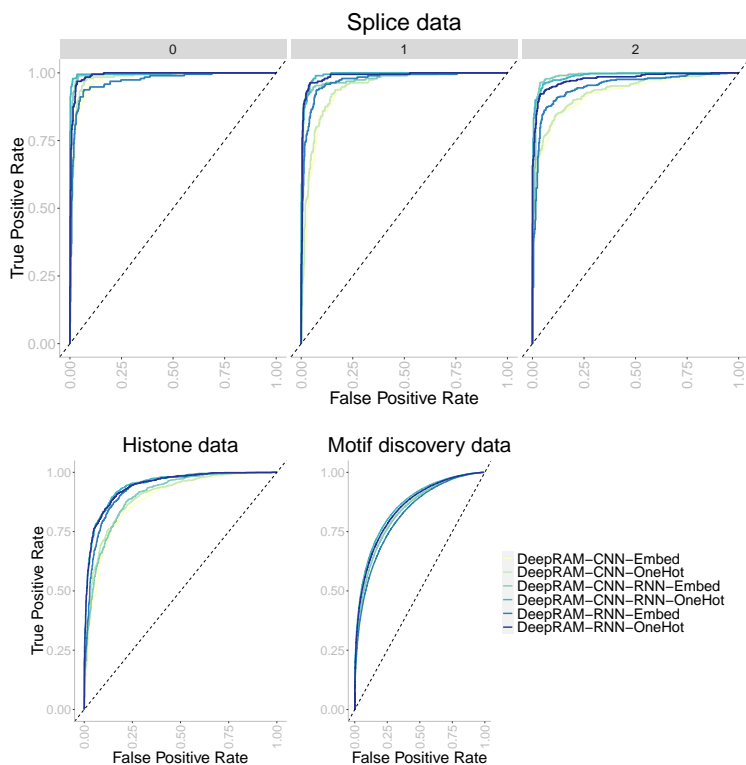 Splice data
0 1 2
True Positive Rate
1.00
0.75
0.50
0.25
0.00
0.00 0.25 0.50 0.75 1.00 0.00 0.25 0.50 0.75 1.00 0.00 0.25 0.50 0.75 1.00
False Positive Rate
Histone data
True Positive Rate
1.00
0.75
0.50
0.25
0.00
0.00 0.25 0.50 0.75 1.00
False Positive Rate
Motif discovery data
1.00
0.75
0.50
0.25
0.00
0.00 0.25 0.50 0.75 1.00
False Positive Rate
DeepRAM−CNN−Embed
DeepRAM−CNN−OneHot
DeepRAM−CNN−RNN−Embed
DeepRAM−CNN−RNN−OneHot
DeepRAM−RNN−Embed
DeepRAM−RNN−OneHot